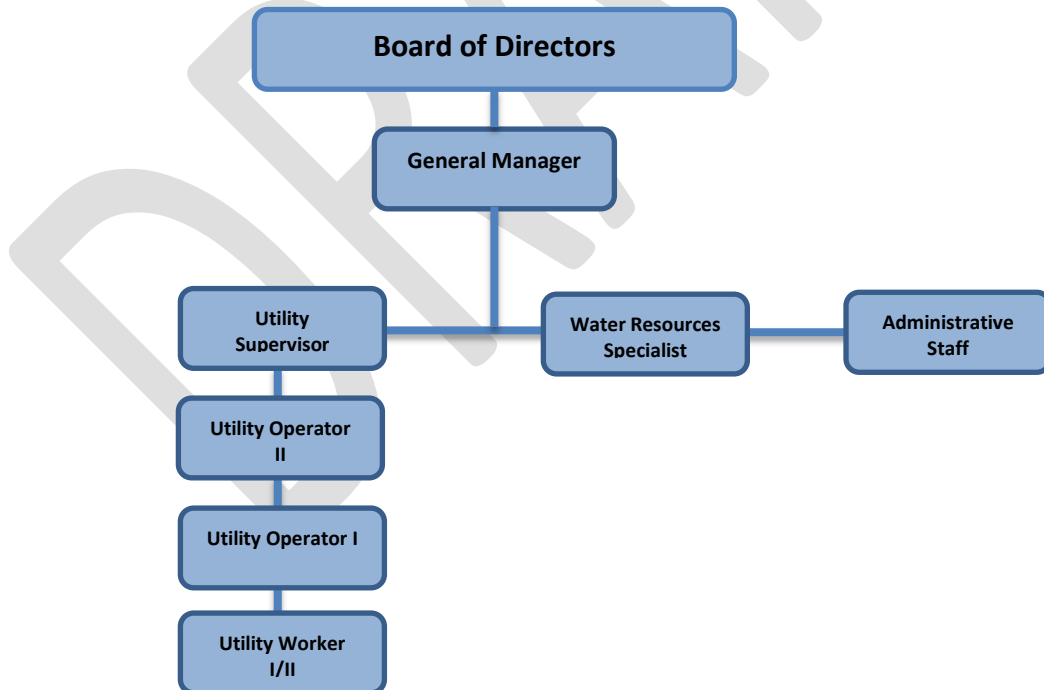 Board of Directors
General Manager
Utility
Supervisor
Water Resources
Specialist
Administrative
Staff
Utility Operator
II
Utility Operator I
Utility Worker
I/II